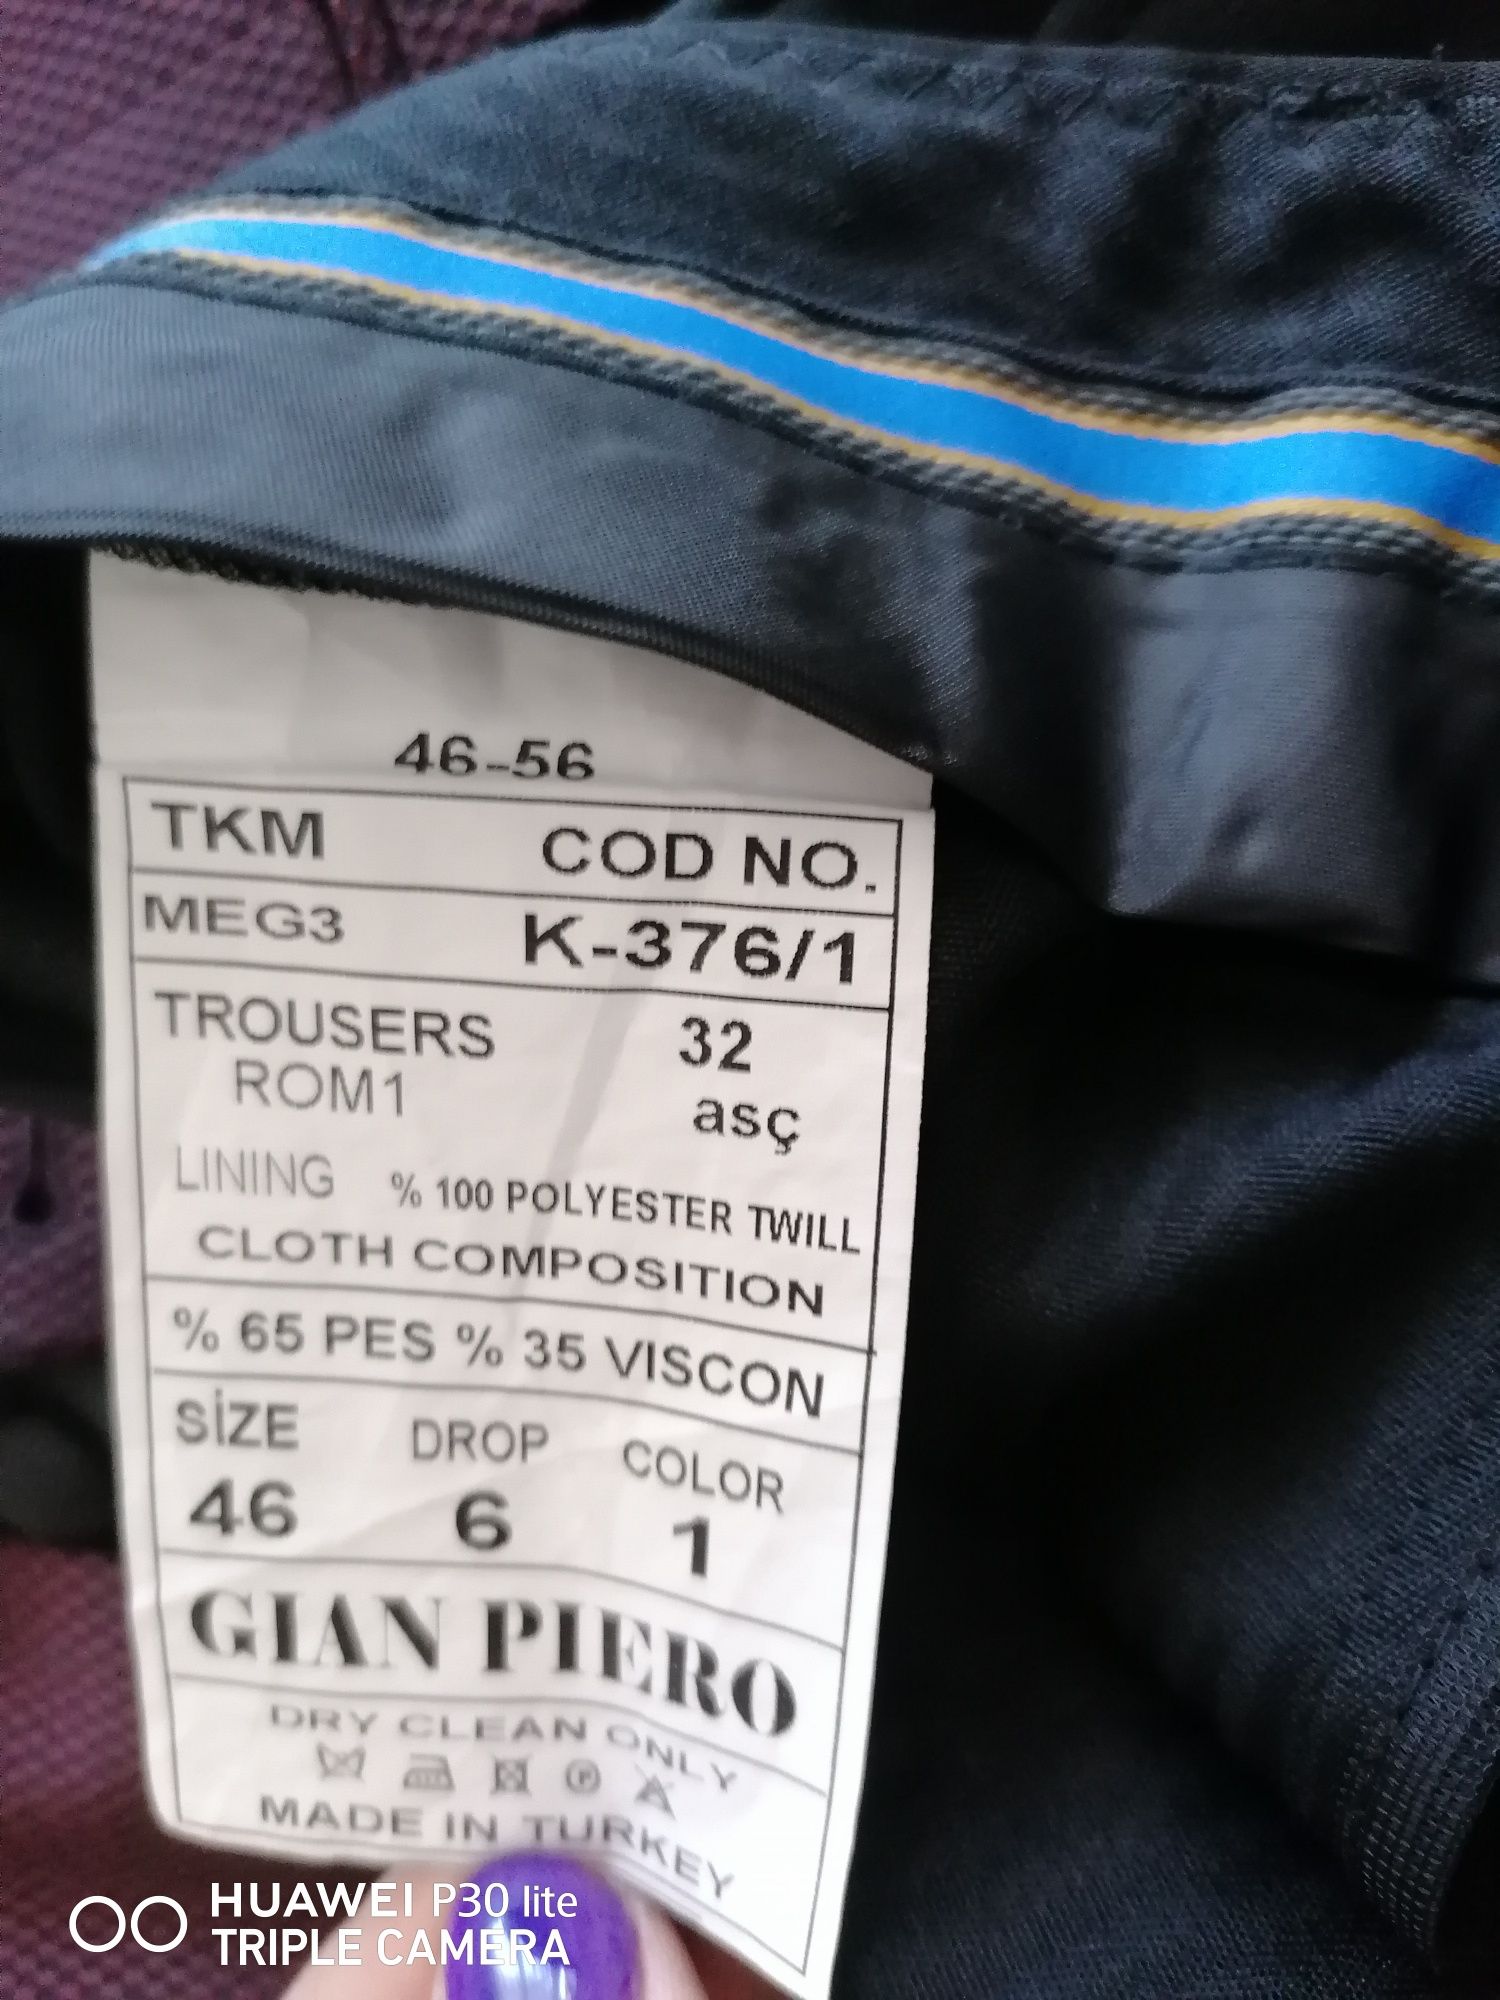 46-56
TKM COD NO.
MEG3 K-376/1
TROUSERS 32
ROM1 asç
LINING % 100 POLYESTER TWILL
CLOTH COMPOSITION
% 65 PES % 35 VISCON
SİZE DROP COLOR
46 6 1
GIAN PIERO
DRY CLEAN ONLY
P A
MADE IN TURKEY
HUAWEI P30 lite
TRIPLE CAMERA